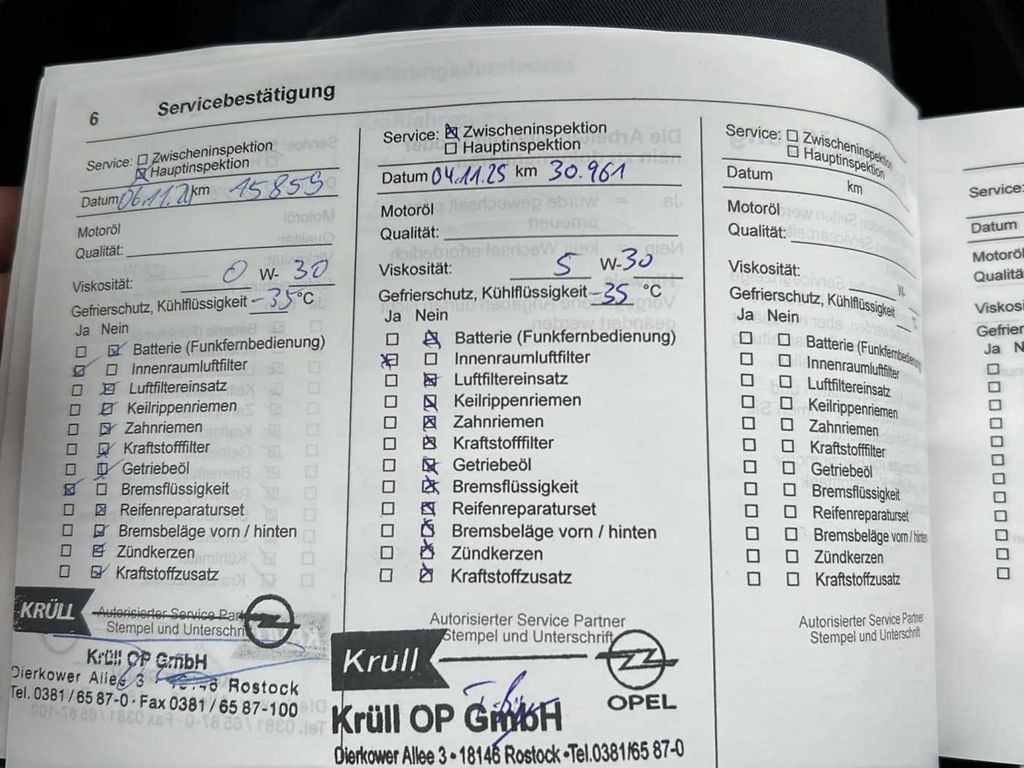 6 Servicebestätigung
Service: Zwischeninspektion
Hauptinspektion
Datum 06.11. km 15859
Motoröl
Qualität:
Viskosität: 0 W- 30
Gefrierschutz, Kühlflüssigkeit -35 °C
Ja Nein
Batterie (Funkfernbedienung)
Innenraumluftfilter
Luftfiltereinsatz
Keilrippenriemen
Zahnriemen
Kraftstofffilter
Getriebeöl
Bremsflüssigkeit
Reifenreparaturset
Bremsbeläge vorn / hinten
Zündkerzen
Kraftstoffzusatz
KRÜLL
Autorisierter Service Part
Stempel und Unterschrift
Krüll OP GmbH
Dierkower Allee 3 Rostock
Tel. 0381 / 65 87-0 · Fax 0381 / 65 87-100
Service: Zwischeninspektion
Hauptinspektion
Datum 04.11.25 km 30.961
Motoröl
Qualität:
Viskosität: 5 W-30
Gefrierschutz, Kühlflüssigkeit -35 °C
Ja Nein
Batterie (Funkfernbedienung)
Innenraumluftfilter
Luftfiltereinsatz
Keilrippenriemen
Zahnriemen
Kraftstofffilter
Getriebeöl
Bremsflüssigkeit
Reifenreparaturset
Bremsbeläge vorn / hinten
Zündkerzen
Kraftstoffzusatz
Autorisierter Service Partner
Stempel und Unterschrift
Krüll
OPEL
Krüll OP GmbH
Dierkower Allee 3 • 18146 Rostock •Tel.0381/65 87-0
Service: Zwischeninspektion
Hauptinspektion
Datum km
Motoröl
Qualität:
Viskosität: W-
Gefrierschutz, Kühlflüssigkeit °C
Ja Nein
Batterie (Funkfernbedienung)
Innenraumluftfilter
Luftfiltereinsatz
Keilrippenriemen
Zahnriemen
Kraftstofffilter
Getriebeöl
Bremsflüssigkeit
Reifenreparaturset
Bremsbeläge vorn / hinten
Zündkerzen
Kraftstoffzusatz
Autorisierter Service Partner
Stempel und Unterschrift
Service:
Datum
Motoröl
Qualitä
Viskos
Gefrier
Ja N